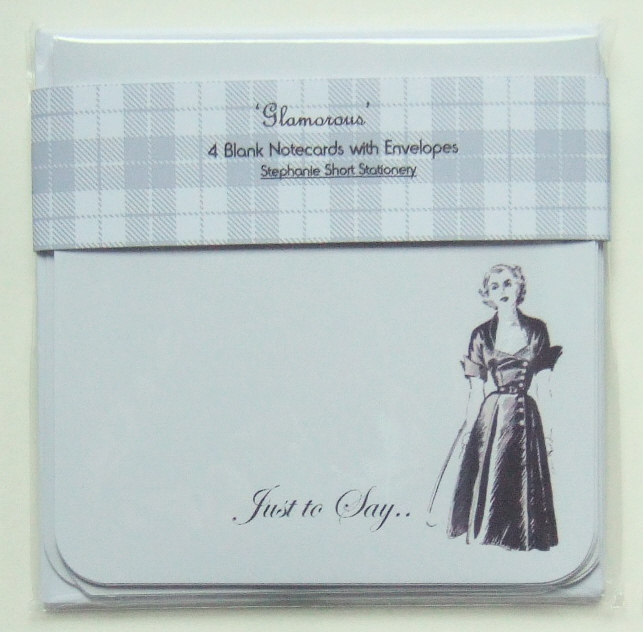 'Glamorous'
4 Blank Notecards with Envelopes
Stephanie Short Stationery
Just to Say..